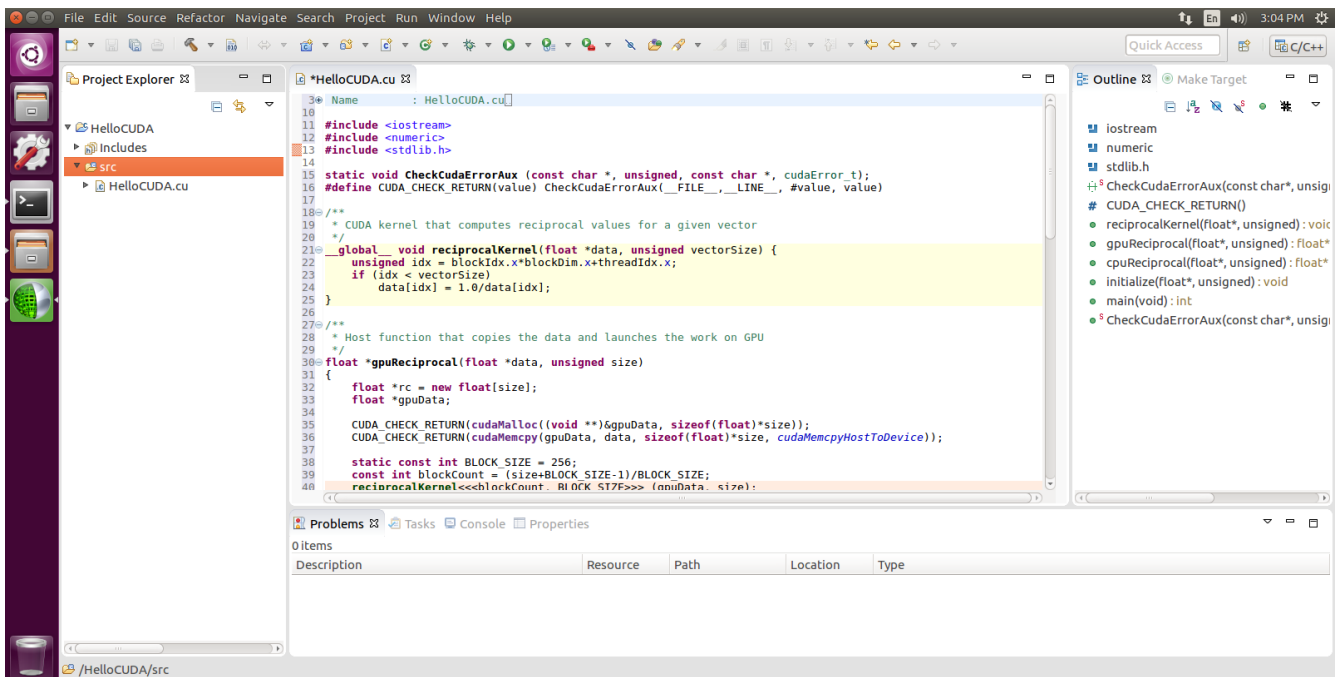 File Edit Source Refactor Navigate Search Project Run Window Help
En 3:04 PM
Quick Access C/C++
Project Explorer
HelloCUDA
Includes
src
HelloCUDA.cu
*HelloCUDA.cu
3 Name : HelloCUDA.cu
10
11 #include <iostream>
12 #include <numeric>
13 #include <stdlib.h>
14
15 static void CheckCudaErrorAux (const char *, unsigned, const char *, cudaError_t);
16 #define CUDA_CHECK_RETURN(value) CheckCudaErrorAux(__FILE__,__LINE__, #value, value)
17
18 /**
19 * CUDA kernel that computes reciprocal values for a given vector
20 */
21 __global__ void reciprocalKernel(float *data, unsigned vectorSize) {
22 unsigned idx = blockIdx.x*blockDim.x+threadIdx.x;
23 if (idx < vectorSize)
24 data[idx] = 1.0/data[idx];
25 }
26
27 /**
28 * Host function that copies the data and launches the work on GPU
29 */
30 float *gpuReciprocal(float *data, unsigned size)
31 {
32 float *rc = new float[size];
33 float *gpuData;
34
35 CUDA_CHECK_RETURN(cudaMalloc((void **)&gpuData, sizeof(float)*size));
36 CUDA_CHECK_RETURN(cudaMemcpy(gpuData, data, sizeof(float)*size, cudaMemcpyHostToDevice));
37
38 static const int BLOCK_SIZE = 256;
39 const int blockCount = (size+BLOCK_SIZE-1)/BLOCK_SIZE;
40 reciprocalKernel<<<blockCount, BLOCK_SIZE>>> (gpuData, size);
Outline Make Target
iostream
numeric
stdlib.h
CheckCudaErrorAux(const char*, unsig
# CUDA_CHECK_RETURN()
reciprocalKernel(float*, unsigned) : voic
gpuReciprocal(float*, unsigned) : float*
cpuReciprocal(float*, unsigned) : float*
initialize(float*, unsigned) : void
main(void) : int
CheckCudaErrorAux(const char*, unsig
Problems Tasks Console Properties
0 items
Description Resource Path Location Type
/HelloCUDA/src